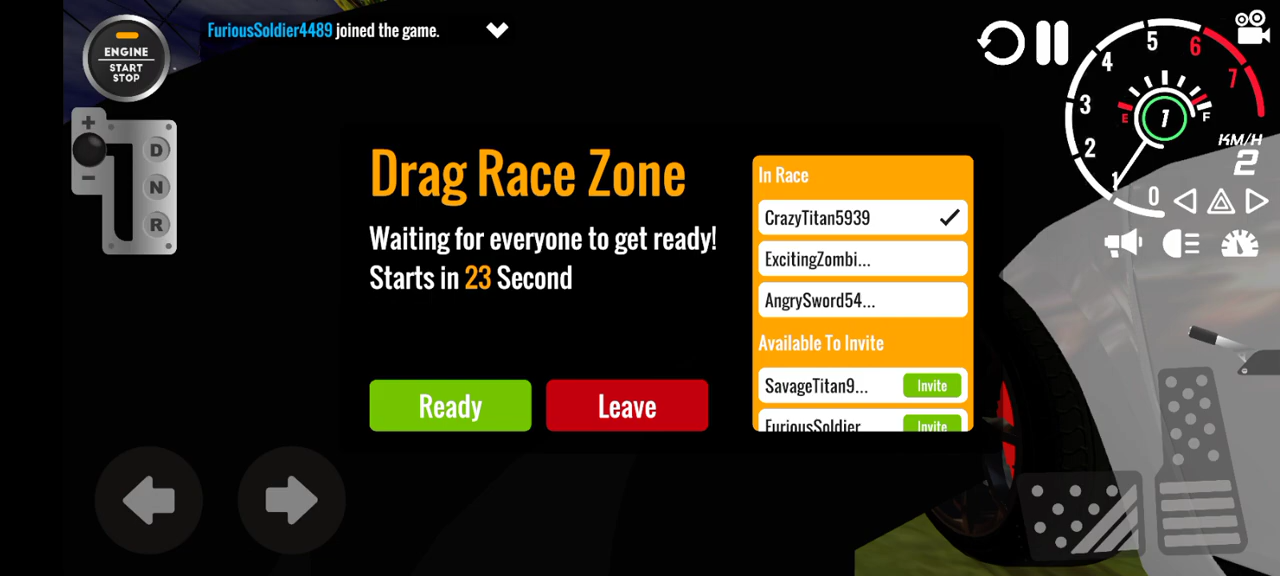 FuriousSoldier4489 joined the game.
ENGINE
START
STOP
+
D
N
R
-
Drag Race Zone
Waiting for everyone to get ready!
Starts in 23 Second
Ready
Leave
In Race
CrazyTitan5939
ExcitingZombi...
AngrySword54...
Available To Invite
SavageTitan9... Invite
FuriousSoldier Invite
0
1
2
3
4
5
6
7
E
F
1
KM/H
2